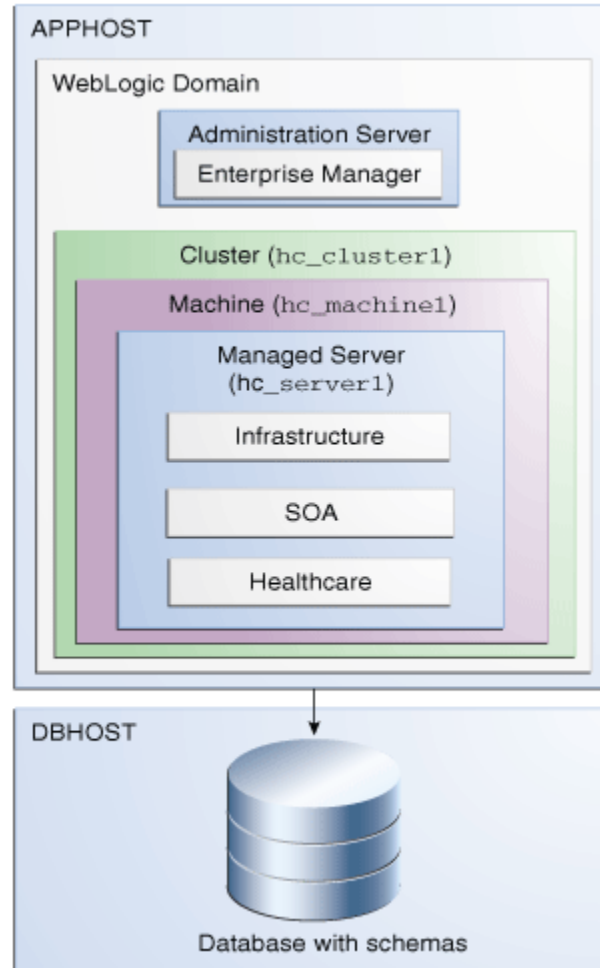 APPHOST
WebLogic Domain
Administration Server
Enterprise Manager
Cluster (hc_cluster1)
Machine (hc_machine1)
Managed Server
(hc_server1)
Infrastructure
SOA
Healthcare
DBHOST
Database with schemas